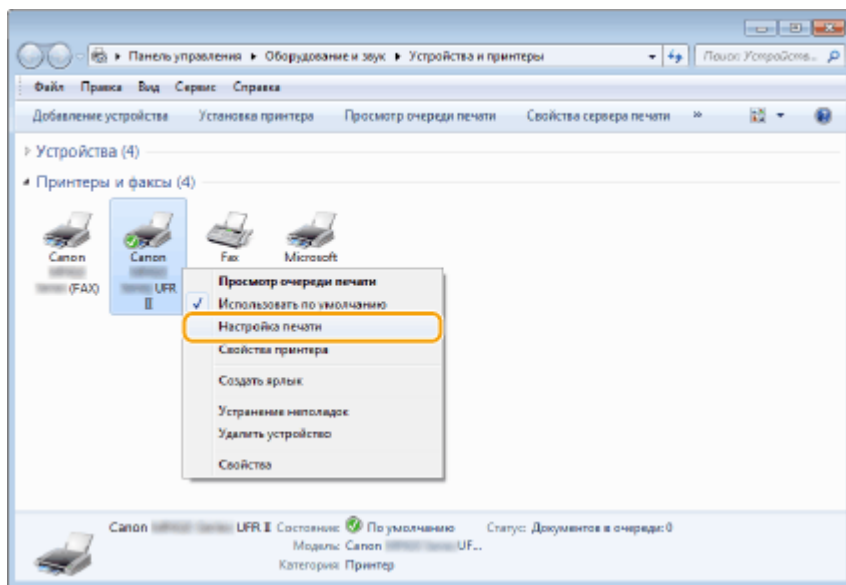 Панель управления ▸ Оборудование и звук ▸ Устройства и принтеры
Поиск: Устройств...
Файл Правка Вид Сервис Справка
Добавление устройства Установка принтера Просмотр очереди печати Свойства сервера печати »
Устройства (4)
Принтеры и факсы (4)
Canon (FAX)
Canon UFR II
Fax
Microsoft
Просмотр очереди печати
Использовать по умолчанию
Настройка печати
Свойства принтера
Создать ярлык
Устранение неполадок
Удалить устройство
Свойства
Canon UFR II Состояние: По умолчанию Статус: Документов в очереди: 0
Модель: Canon UF...
Категория: Принтер